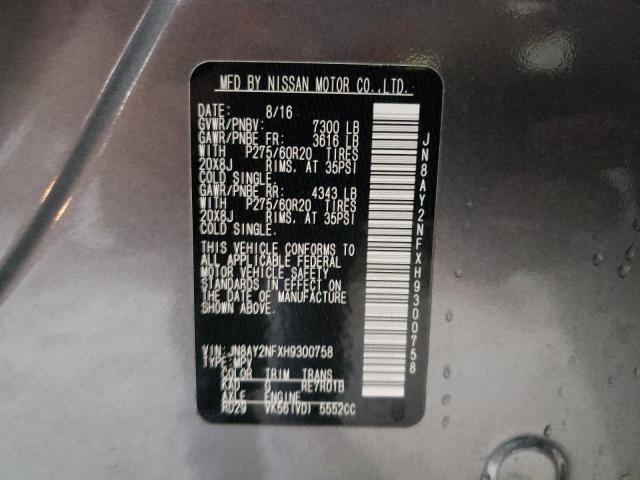 MFD BY NISSAN MOTOR CO.,LTD.
DATE: 8/16
GVWR/PNBV: 7300 LB
GAWR/PNBE FR: 3616 LB
WITH P275/60R20 TIRES
20X8J RIMS, AT 35PSI
COLD SINGLE.
GAWR/PNBE RR: 4343 LB
WITH P275/60R20 TIRES
20X8J RIMS, AT 35PSI
COLD SINGLE.
THIS VEHICLE CONFORMS TO
ALL APPLICABLE FEDERAL
MOTOR VEHICLE SAFETY
STANDARDS IN EFFECT ON
THE DATE OF MANUFACTURE
SHOWN ABOVE.
VIN: JN8AY2NFXH9300758
TYPE: MPV
COLOR TRIM TRANS
KAD G RE7R01B
AXLE ENGINE
RD29 VK56(VD) 5552CC
JN8AY2NFXH9300758